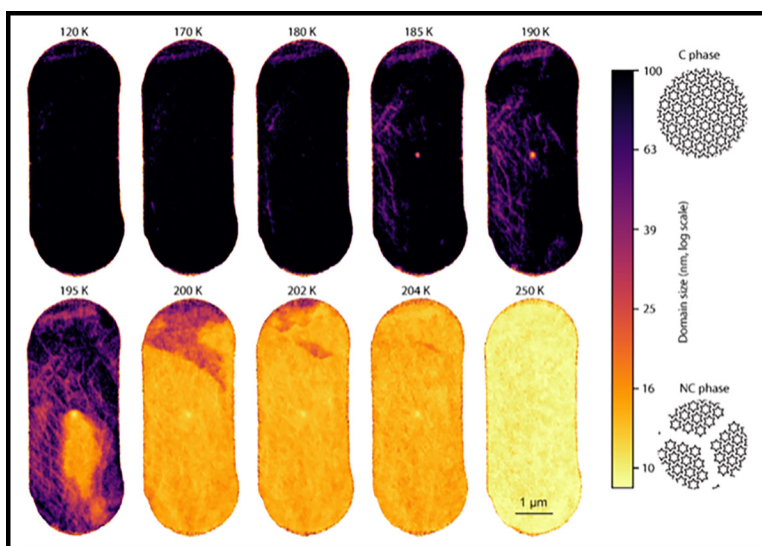 120 K
170 K
180 K
185 K
190 K
C phase
100
63
39
25
16
10
Domain size (nm, log scale)
195 K
200 K
202 K
204 K
250 K
NC phase
1 μm